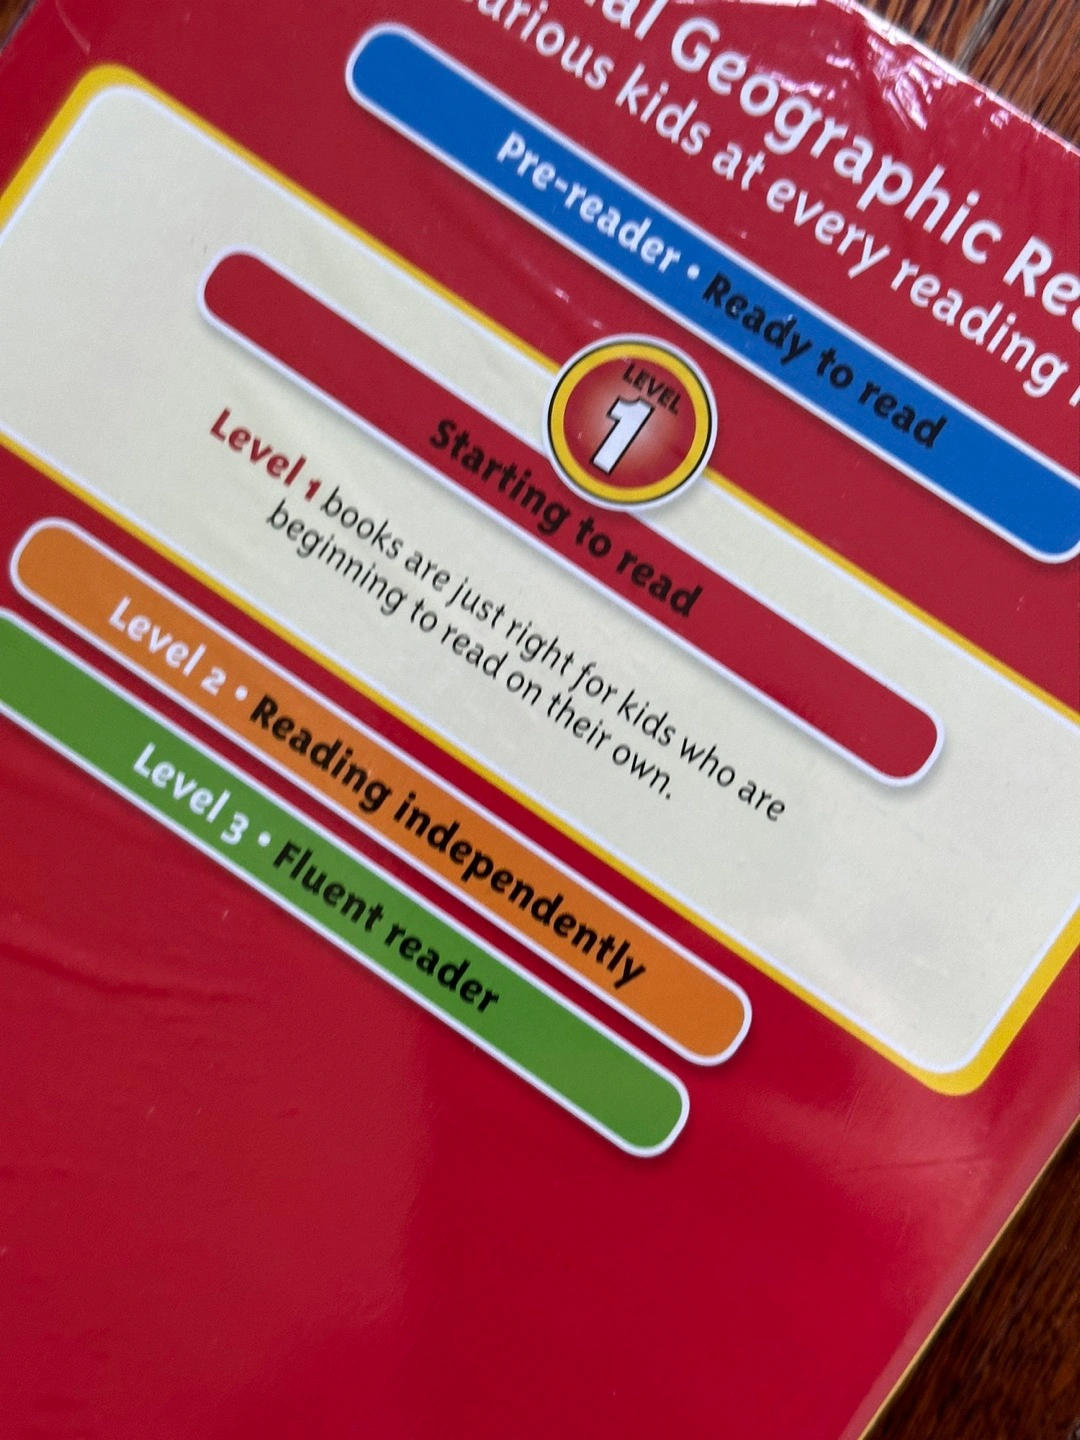 Geographic
curious kids at every reading
Pre-reader • Ready to read
LEVEL
1
Starting to read
Level 1 books are just right for kids who are
beginning to read on their own.
Level 2 • Reading independently
Level 3 • Fluent reader